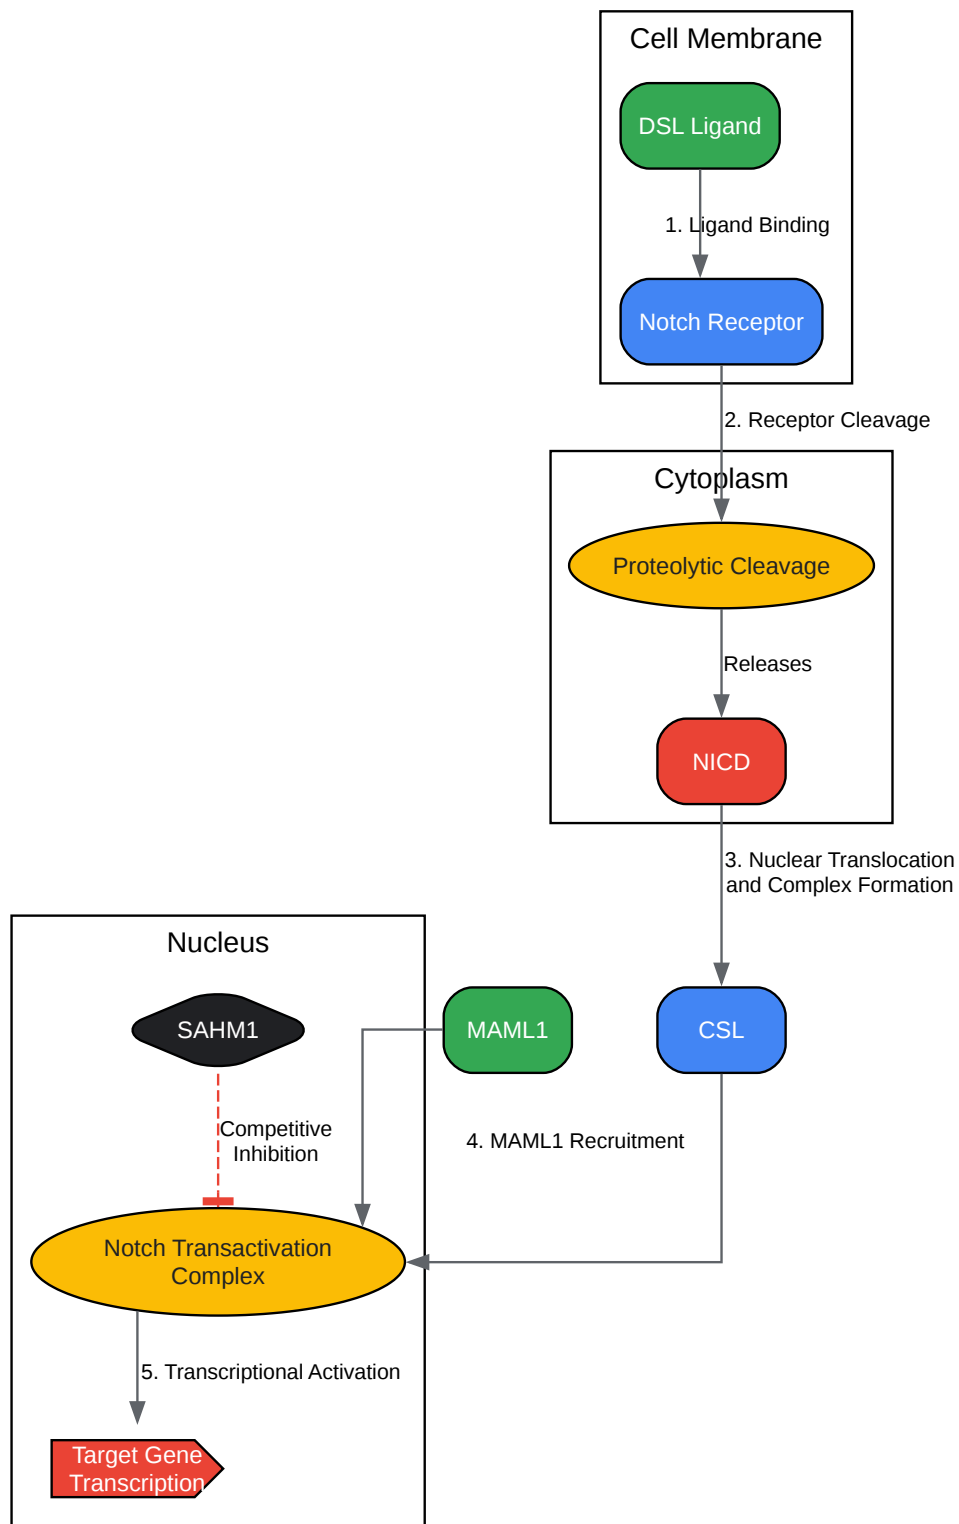 Cell Membrane
DSL Ligand
1. Ligand Binding
Notch Receptor
2. Receptor Cleavage
Cytoplasm
Proteolytic Cleavage
Releases
NICD
3. Nuclear Translocation
and Complex Formation
Nucleus
SAHM1
MAML1
CSL
Competitive
Inhibition
4. MAML1 Recruitment
Notch Transactivation
Complex
5. Transcriptional Activation
Target Gene
Transcription